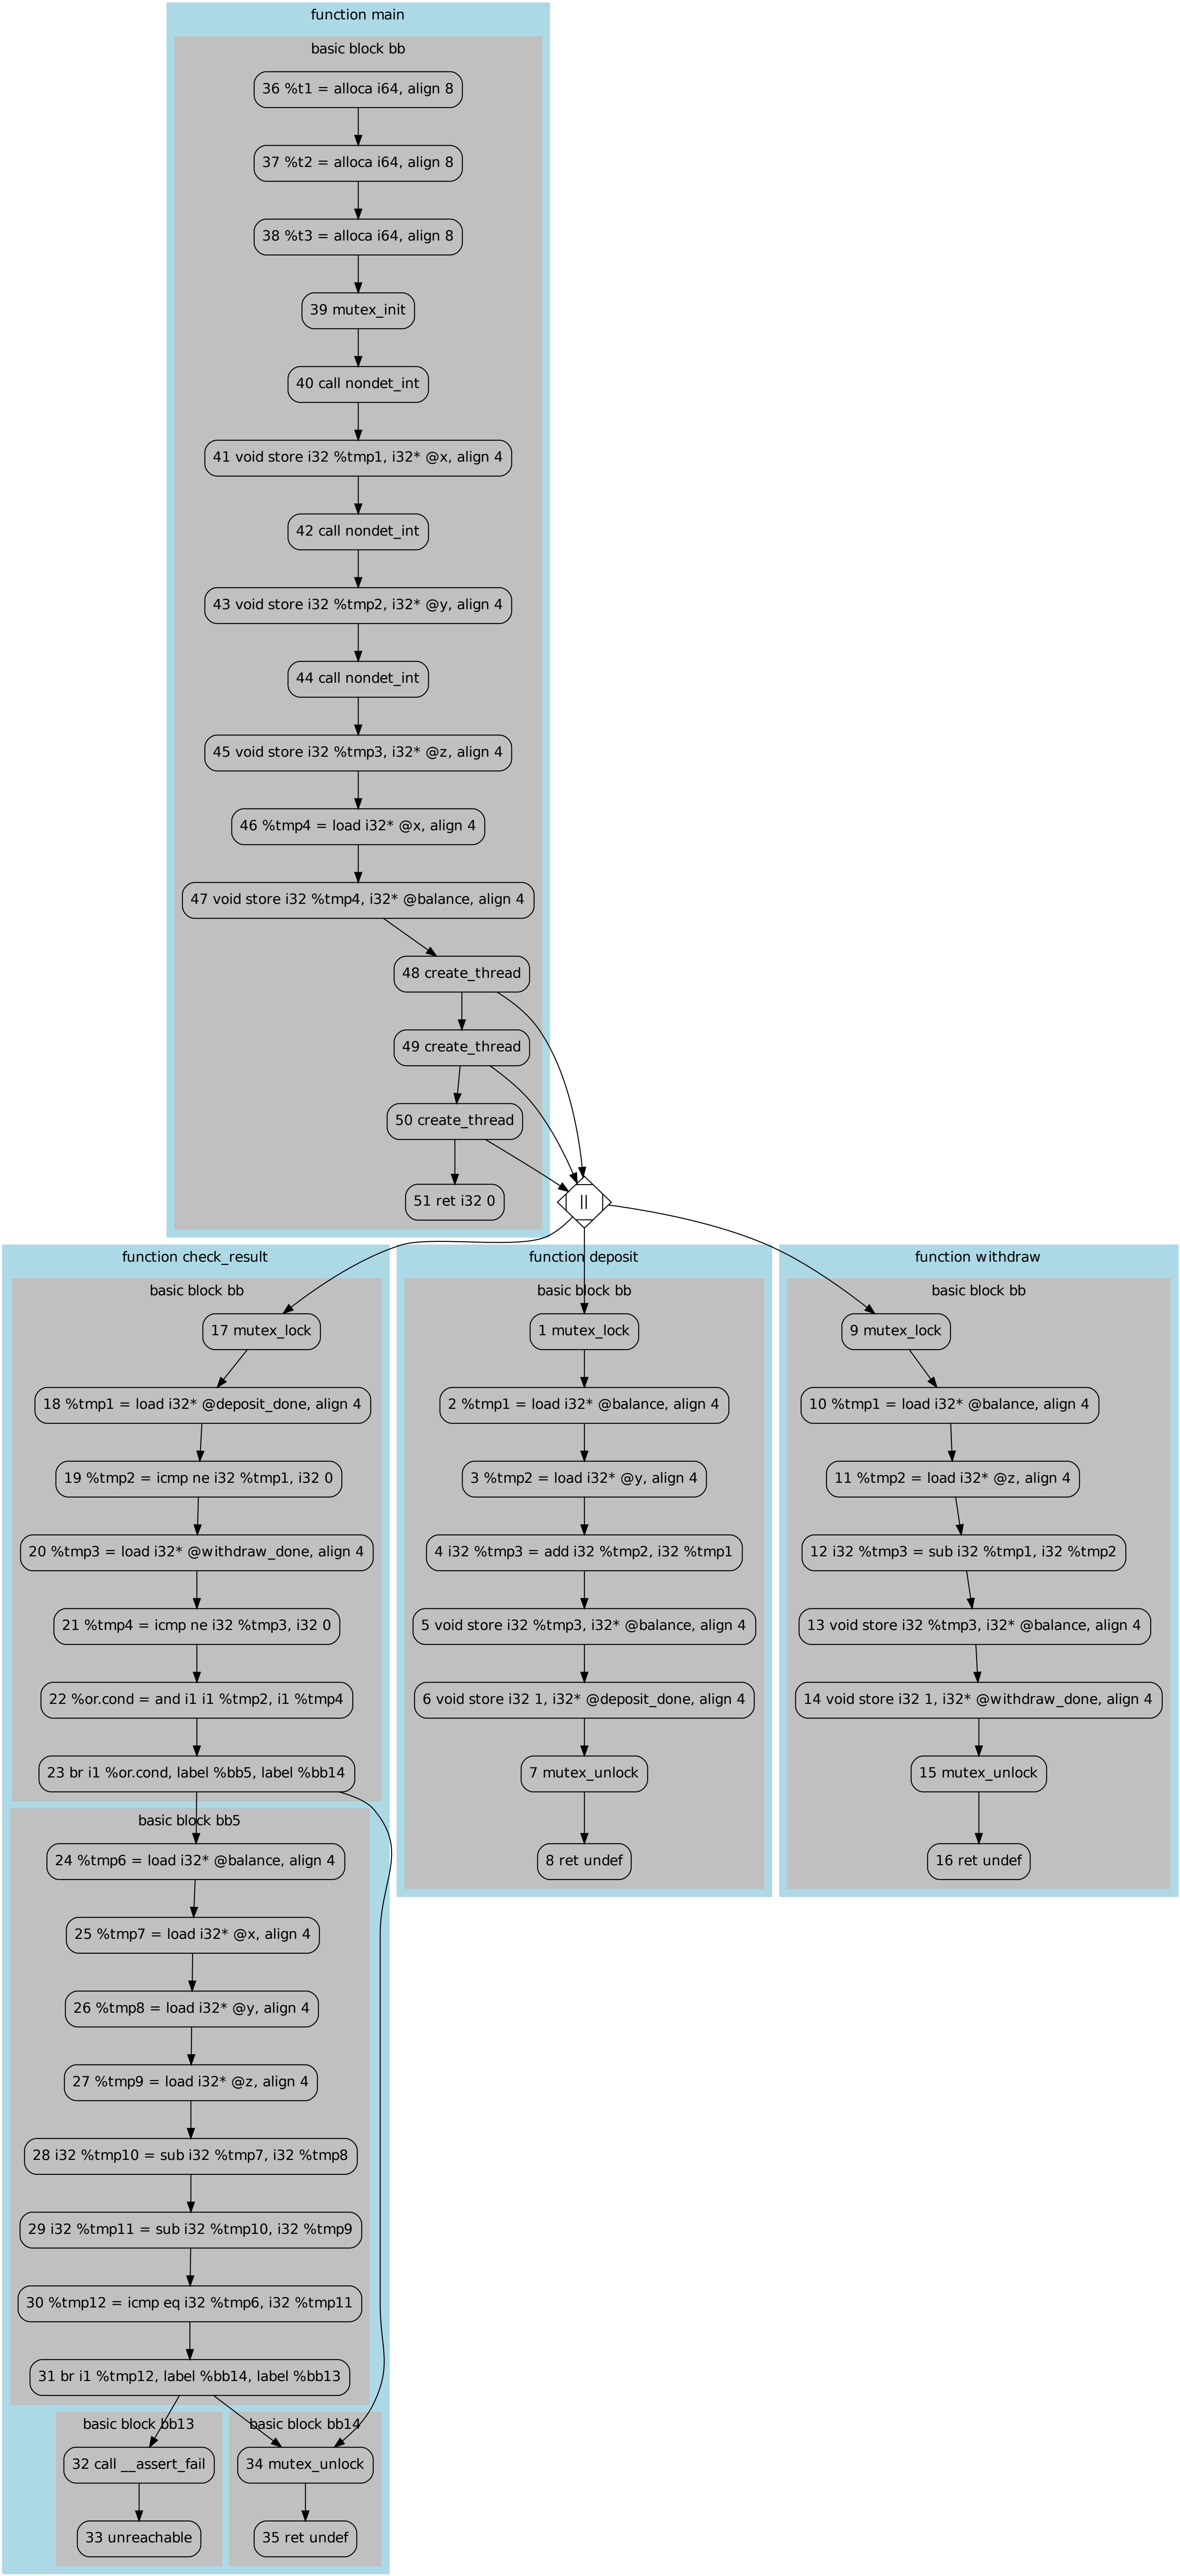 function main
basic block bb
36 %t1 = alloca i64, align 8
37 %t2 = alloca i64, align 8
38 %t3 = alloca i64, align 8
39 mutex_init
40 call nondet_int
41 void store i32 %tmp1, i32* @x, align 4
42 call nondet_int
43 void store i32 %tmp2, i32* @y, align 4
44 call nondet_int
45 void store i32 %tmp3, i32* @z, align 4
46 %tmp4 = load i32* @x, align 4
47 void store i32 %tmp4, i32* @balance, align 4
48 create_thread
49 create_thread
50 create_thread
51 ret i32 0
||
function check_result
basic block bb
17 mutex_lock
18 %tmp1 = load i32* @deposit_done, align 4
19 %tmp2 = icmp ne i32 %tmp1, i32 0
20 %tmp3 = load i32* @withdraw_done, align 4
21 %tmp4 = icmp ne i32 %tmp3, i32 0
22 %or.cond = and i1 i1 %tmp2, i1 %tmp4
23 br i1 %or.cond, label %bb5, label %bb14
basic block bb5
24 %tmp6 = load i32* @balance, align 4
25 %tmp7 = load i32* @x, align 4
26 %tmp8 = load i32* @y, align 4
27 %tmp9 = load i32* @z, align 4
28 i32 %tmp10 = sub i32 %tmp7, i32 %tmp8
29 i32 %tmp11 = sub i32 %tmp10, i32 %tmp9
30 %tmp12 = icmp eq i32 %tmp6, i32 %tmp11
31 br i1 %tmp12, label %bb14, label %bb13
basic block bb13
32 call __assert_fail
33 unreachable
basic block bb14
34 mutex_unlock
35 ret undef
function deposit
basic block bb
1 mutex_lock
2 %tmp1 = load i32* @balance, align 4
3 %tmp2 = load i32* @y, align 4
4 i32 %tmp3 = add i32 %tmp2, i32 %tmp1
5 void store i32 %tmp3, i32* @balance, align 4
6 void store i32 1, i32* @deposit_done, align 4
7 mutex_unlock
8 ret undef
function withdraw
basic block bb
9 mutex_lock
10 %tmp1 = load i32* @balance, align 4
11 %tmp2 = load i32* @z, align 4
12 i32 %tmp3 = sub i32 %tmp1, i32 %tmp2
13 void store i32 %tmp3, i32* @balance, align 4
14 void store i32 1, i32* @withdraw_done, align 4
15 mutex_unlock
16 ret undef